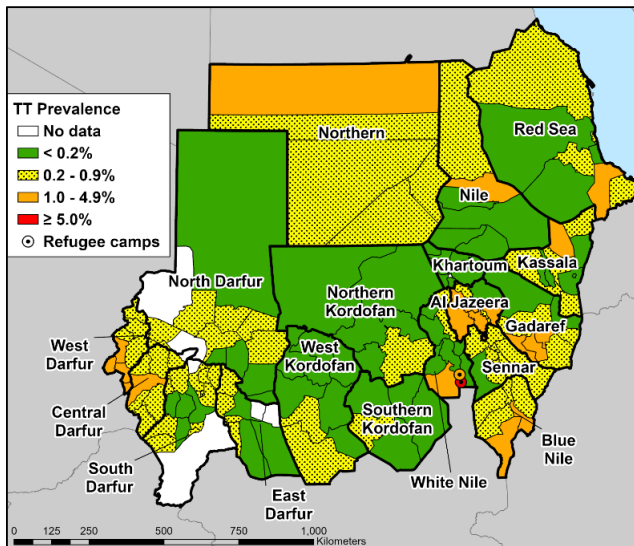 TT Prevalence
No data
< 0.2%
0.2 - 0.9%
1.0 - 4.9%
≥ 5.0%
Refugee camps
Northern
Red Sea
Nile
Khartoum
Kassala
North Darfur
Northern
Kordofan
Al Jazeera
Gadaref
West
Darfur
West
Kordofan
Sennar
Central
Darfur
Southern
Kordofan
South
Darfur
East
Darfur
White Nile
Blue
Nile
0 125 250 500 750 1,000
Kilometers